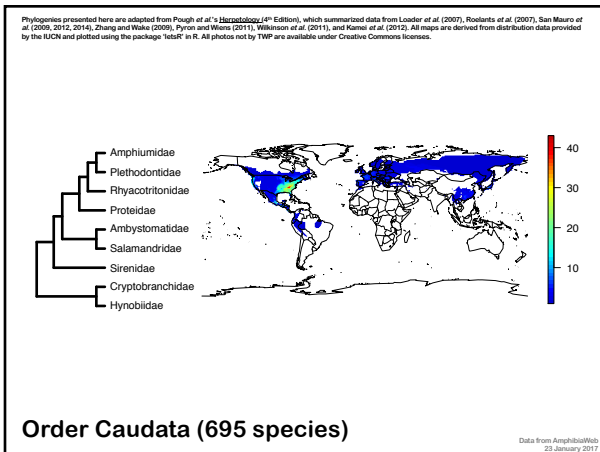 Phylogenies presented here are adapted from Pough et al.'s Herpetology (4th Edition), which summarized data from Loader et al. (2007), Roelants et al. (2007), San Mauro et
al. (2009, 2012, 2014), Zhang and Wake (2009), Pyron and Wiens (2011), Wilkinson et al. (2011), and Kamei et al. (2012). All maps are derived from distribution data provided
by the IUCN and plotted using the package 'letsR' in R. All photos not by TWP are available under Creative Commons licenses.
Amphiumidae
Plethodontidae
Rhyacotritonidae
Proteidae
Ambystomatidae
Salamandridae
Sirenidae
Cryptobranchidae
Hynobiidae
40
30
20
10
Order Caudata (695 species)
Data from AmphibiaWeb
23 January 2017